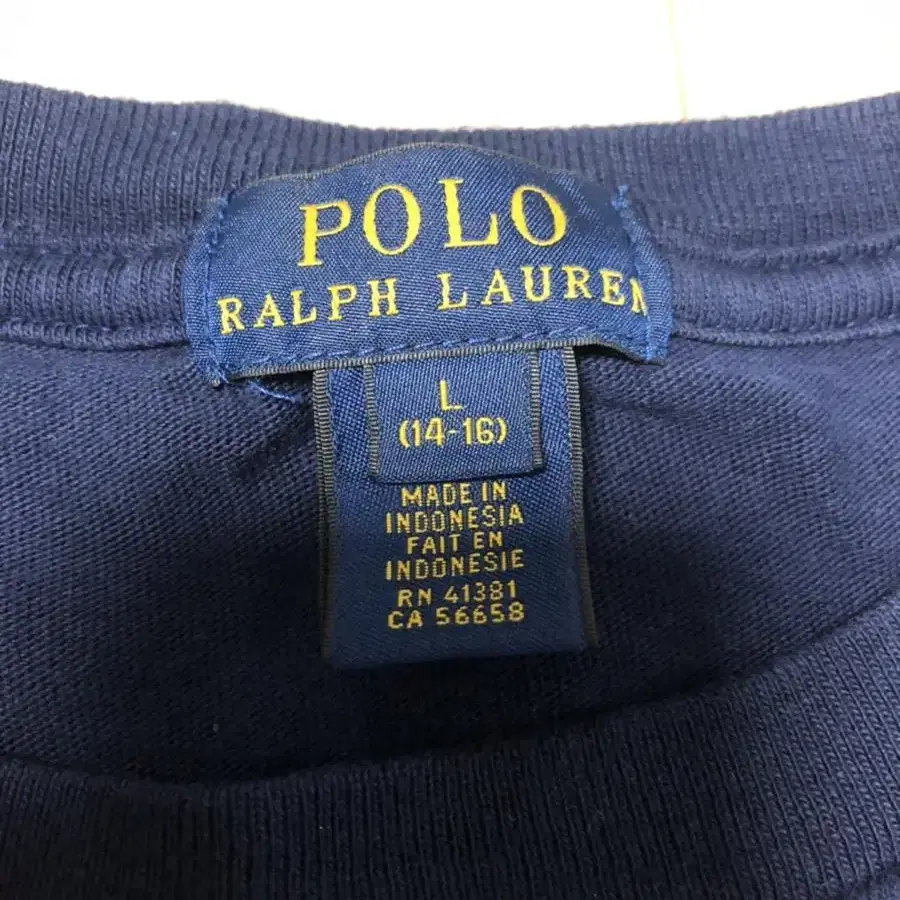 POLO
RALPH LAUREN
L
(14-16)
MADE IN
INDONESIA
FAIT EN
INDONESIE
RN 41381
CA 56658